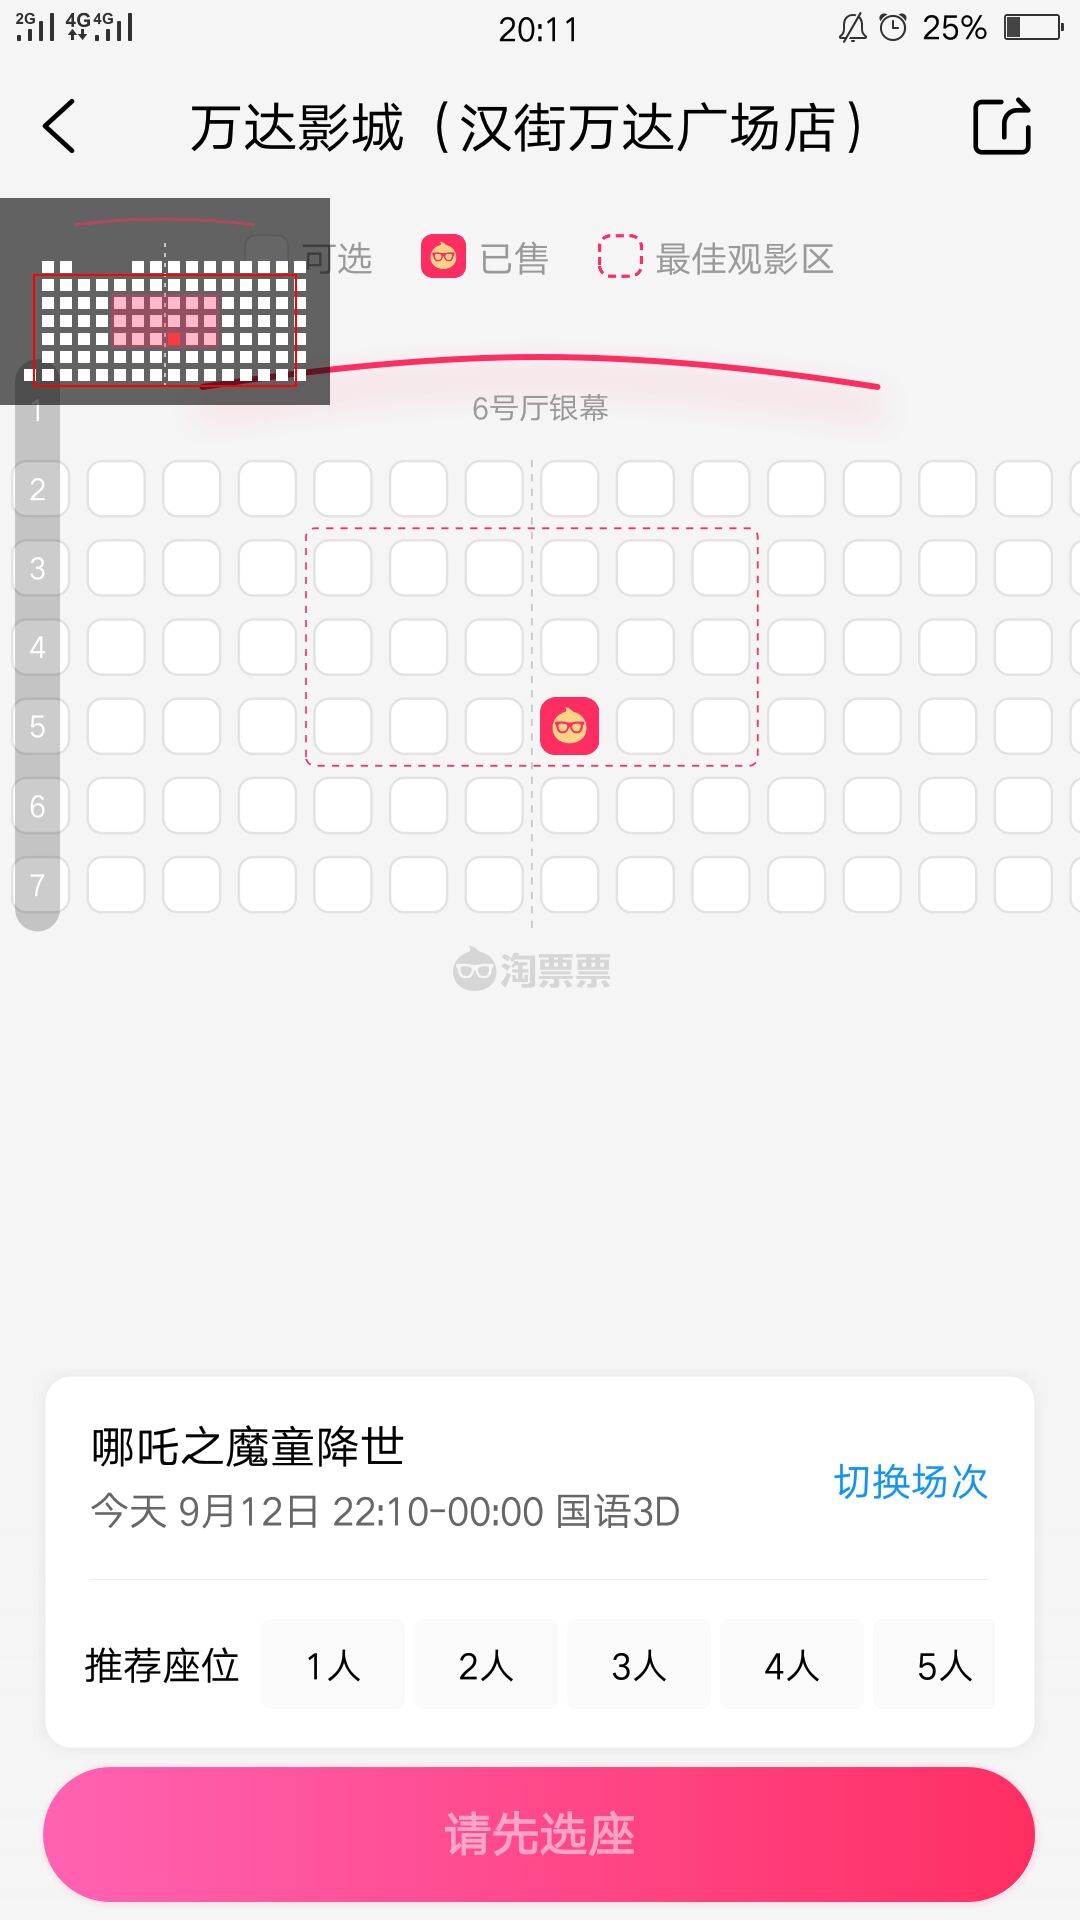 2G 4G 4G 20:11 25%
万达影城（汉街万达广场店）
可选 已售 最佳观影区
6号厅银幕
1
2
3
4
5
6
7
淘票票
哪吒之魔童降世
今天 9月12日 22:10-00:00 国语3D
切换场次
推荐座位 1人 2人 3人 4人 5人
请先选座